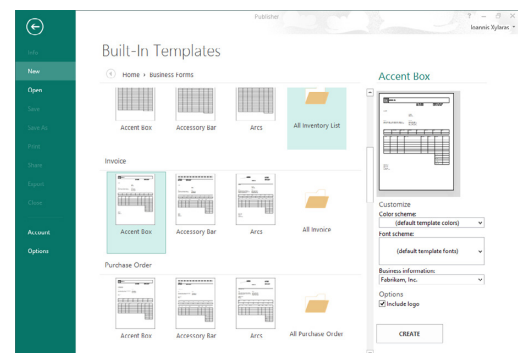 Publisher
? – 8 X
Ioannis Xylaras
Info
New
Open
Save
Save As
Print
Share
Export
Close
Account
Options
Built-In Templates
Home › Business Forms
Accent Box Accessory Bar Arcs All Inventory List
Invoice
Accent Box Accessory Bar Arcs All Invoice
Purchase Order
Accent Box Accessory Bar Arcs All Purchase Order
Accent Box
Customize
Color scheme:
(default template colors)
Font scheme:
(default template fonts)
Business information:
Fabrikam, Inc.
Options
Include logo
CREATE